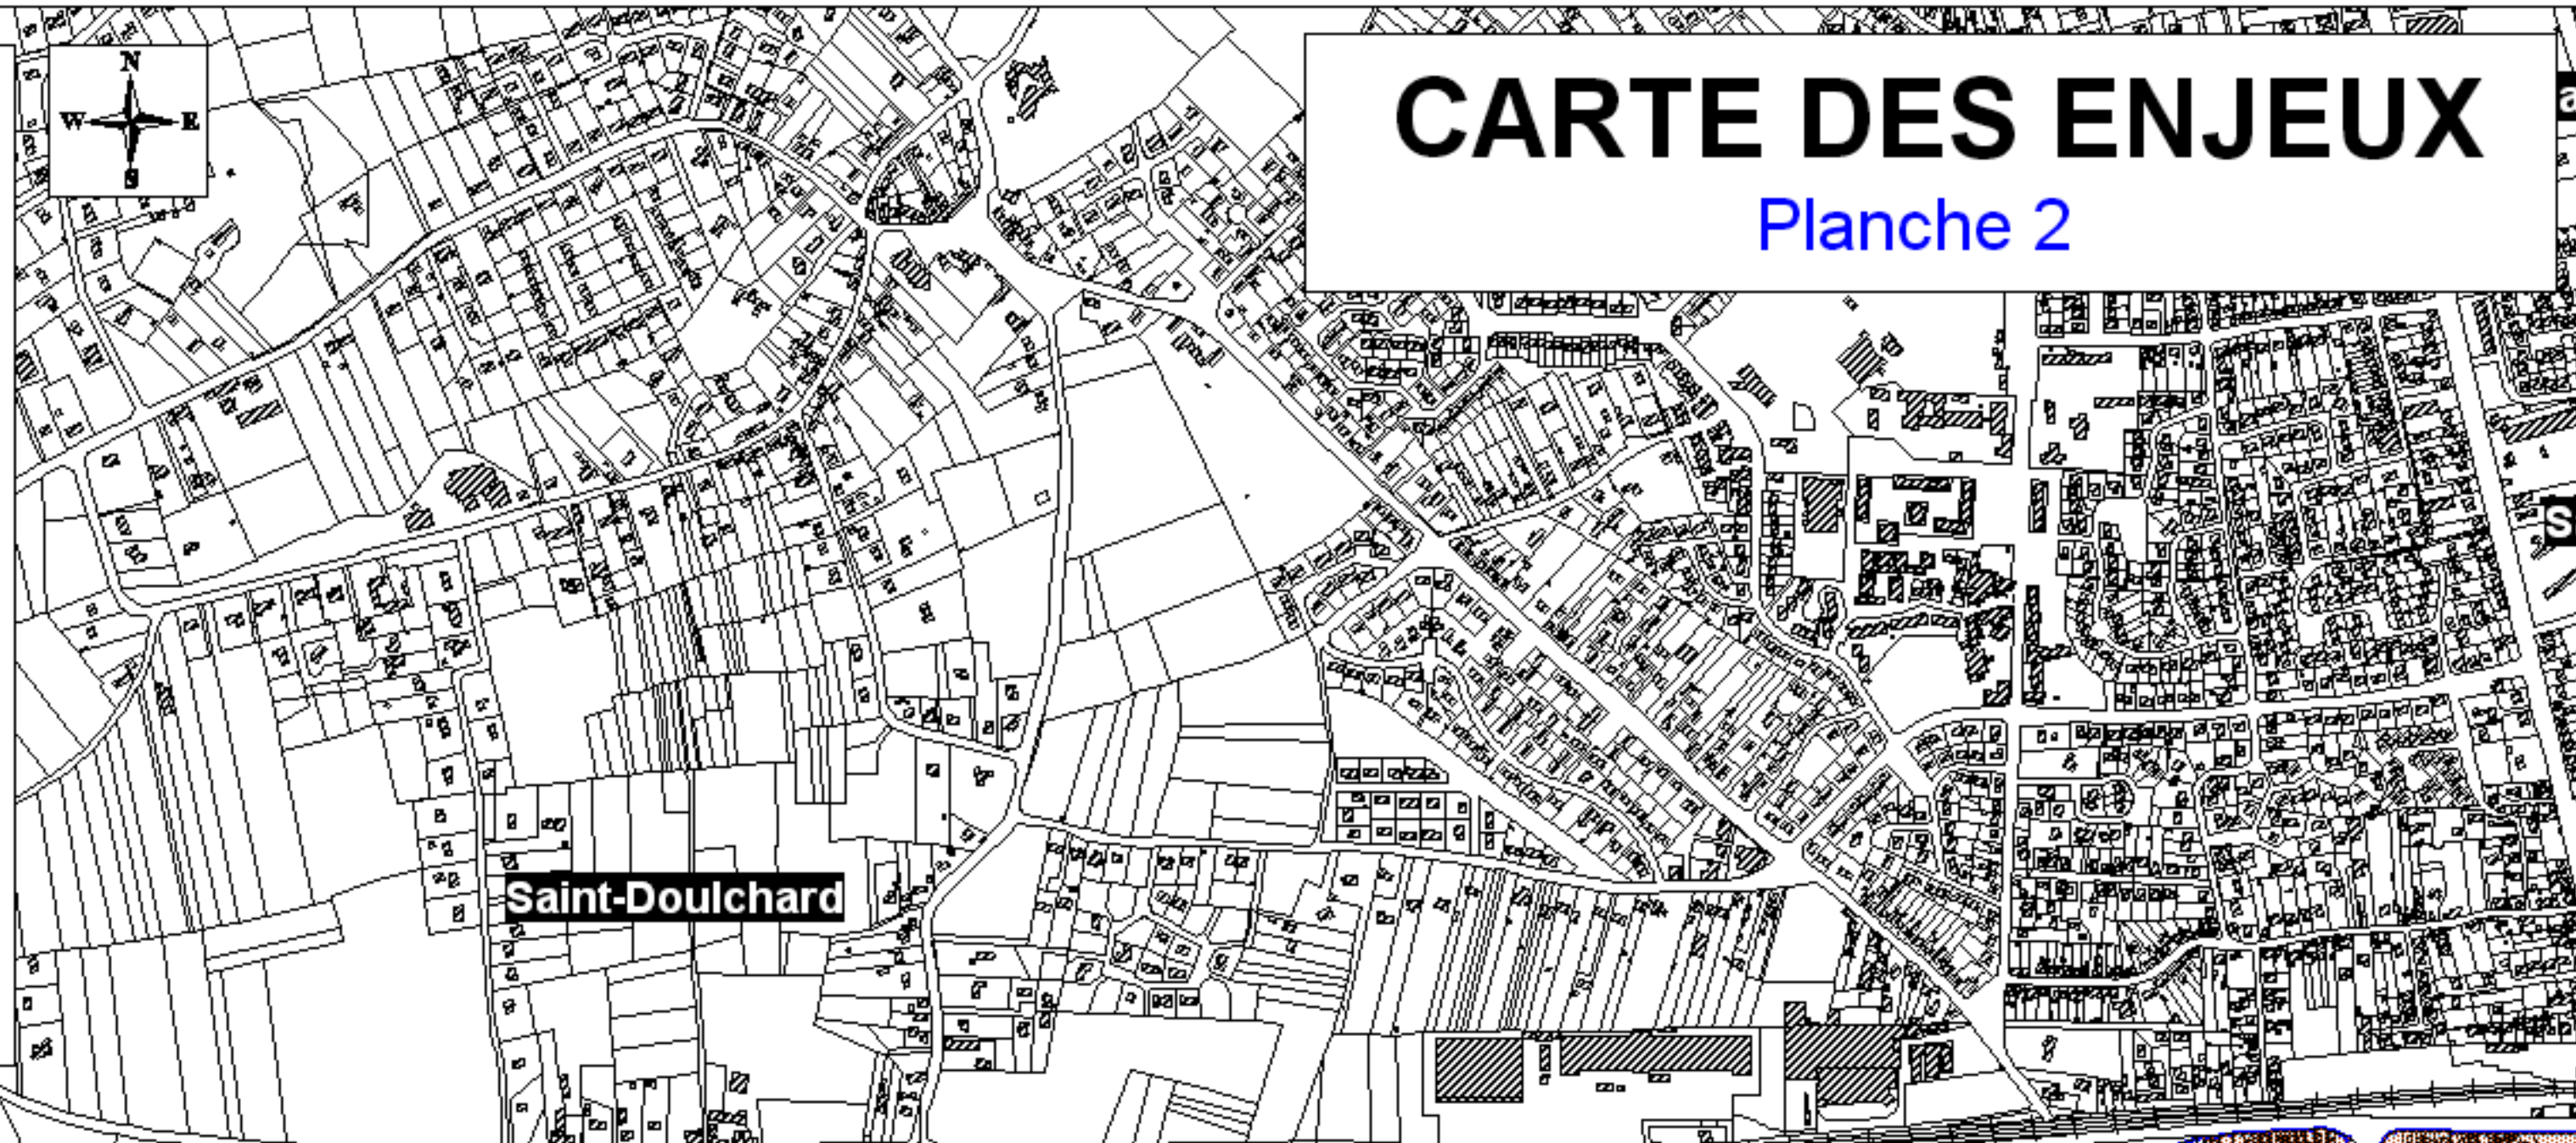 N
W E
S
CARTE DES ENJEUX
Planche 2
Saint-Doulchard